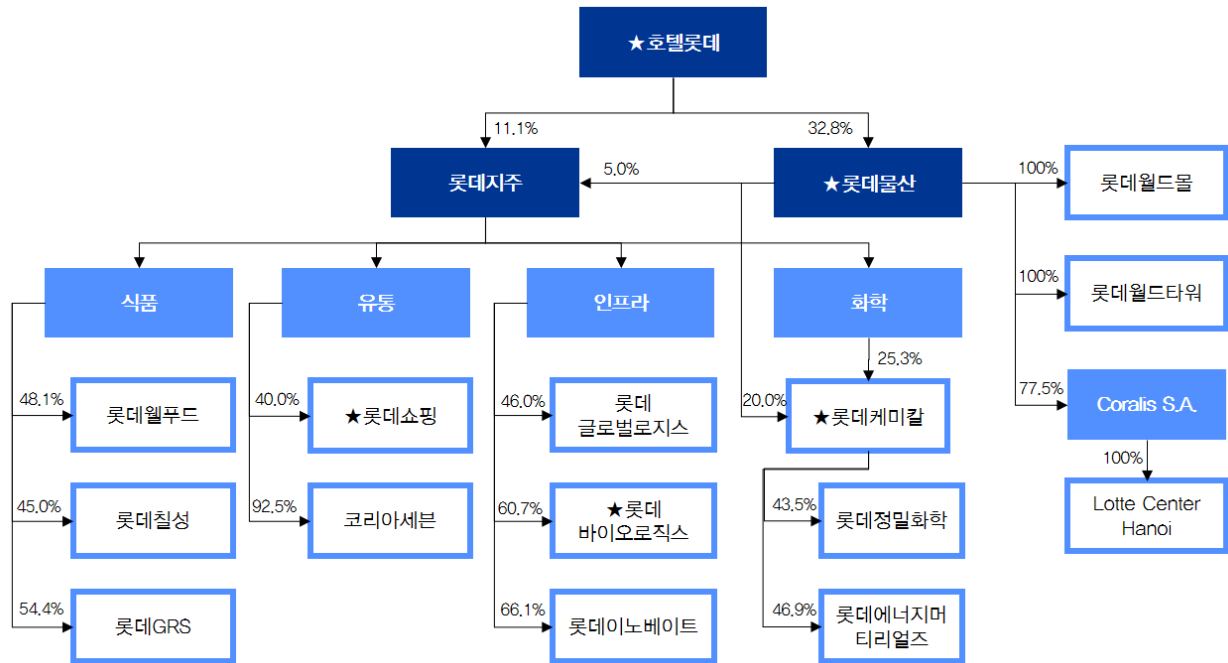 ★호텔롯데
11.1%
32.8%
롯데지주
5.0%
★롯데물산
100%
롯데월드몰
식품
유통
인프라
화학
100%
롯데월드타워
25.3%
48.1%
롯데웰푸드
40.0%
★롯데쇼핑
46.0%
롯데
글로벌로지스
20.0%
★롯데케미칼
77.5%
Coralis S.A.
100%
45.0%
롯데칠성
92.5%
코리아세븐
60.7%
★롯데
바이오로직스
43.5%
롯데정밀화학
Lotte Center
Hanoi
54.4%
롯데GRS
66.1%
롯데이노베이트
46.9%
롯데에너지머
티리얼즈